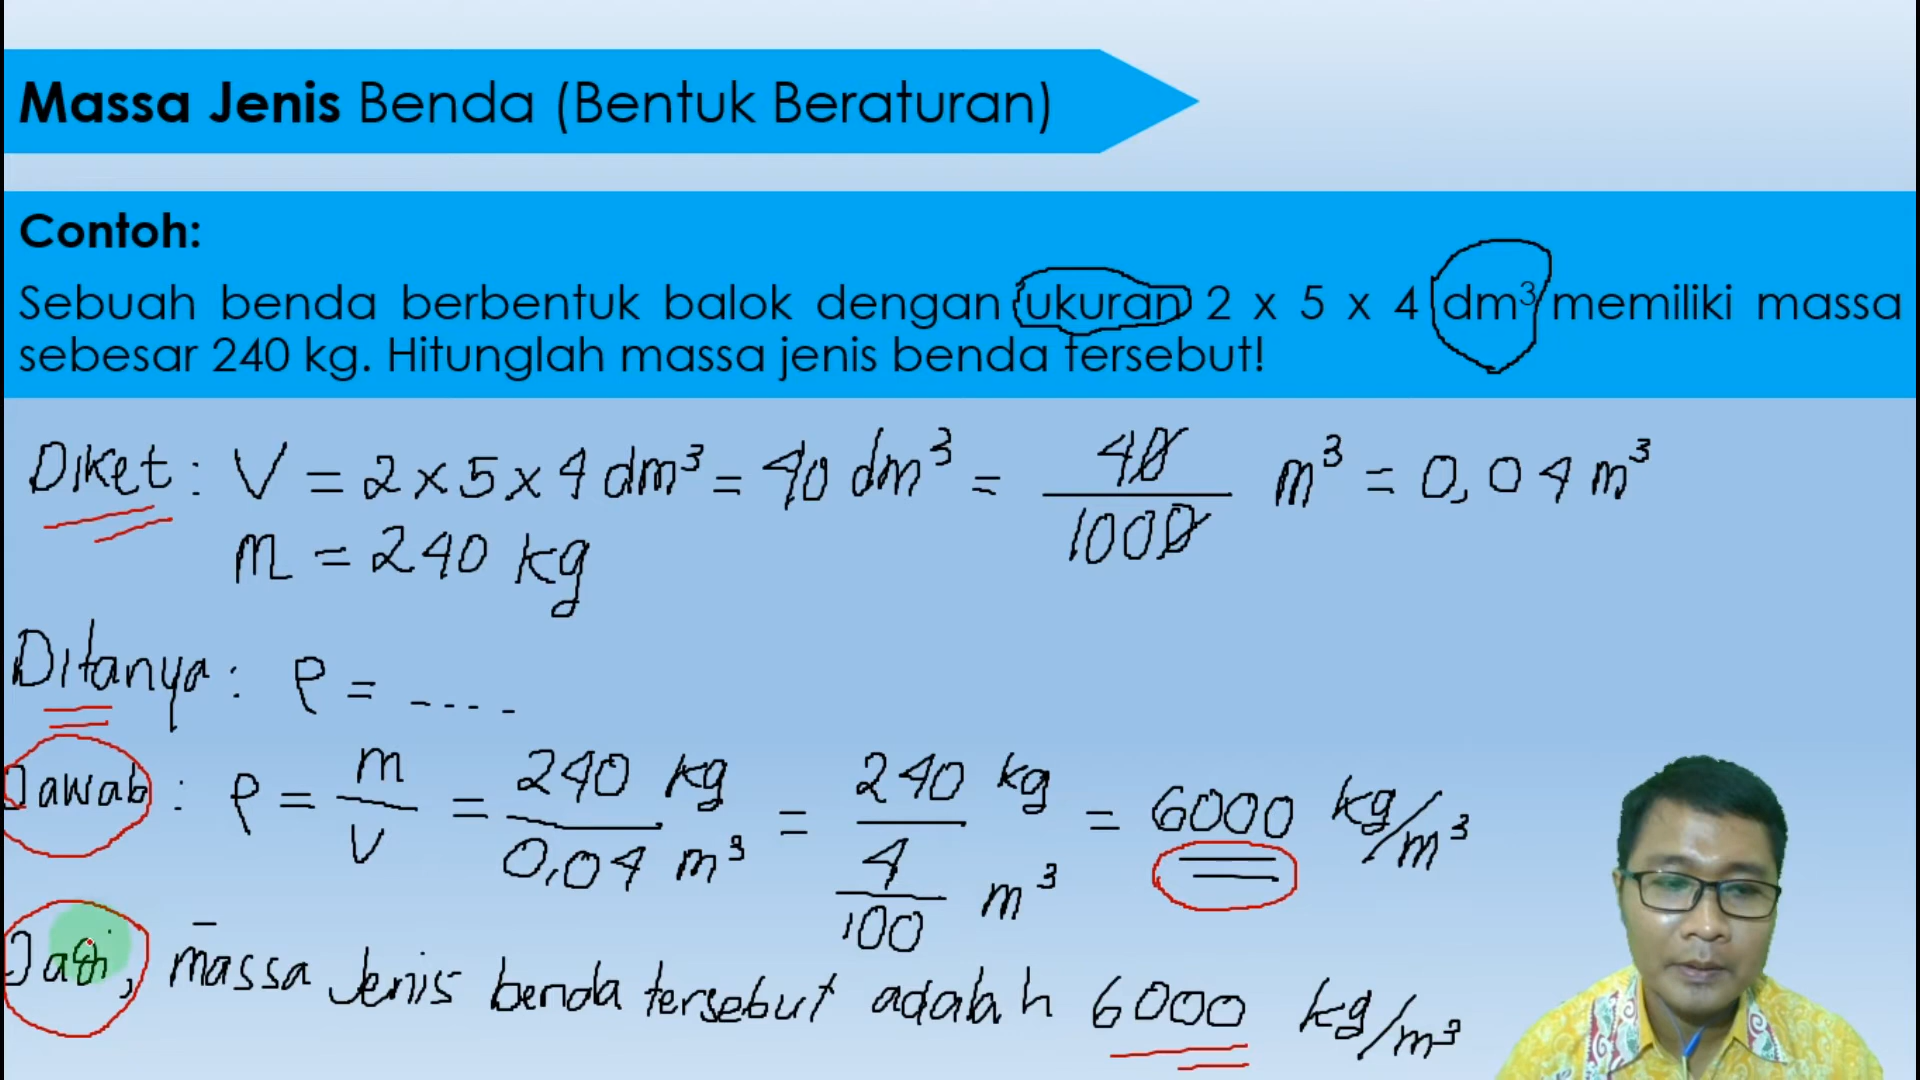 Massa Jenis Benda (Bentuk Beraturan)
Contoh:
Sebuah benda berbentuk balok dengan ukuran 2 x 5 x 4 dm³ memiliki massa
sebesar 240 kg. Hitunglah massa jenis benda tersebut!
Diket : V = 2 x 5 x 4 dm³ = 40 dm³ = 40/1000 m³ = 0,04 m³
m = 240 kg
Ditanya : ρ = ....
Jawab : ρ = m/V = 240 kg / 0,04 m³ = 240 kg / 4/100 m³ = 6000 kg/m³
Jadi, massa Jenis benda tersebut adalah 6000 kg/m³